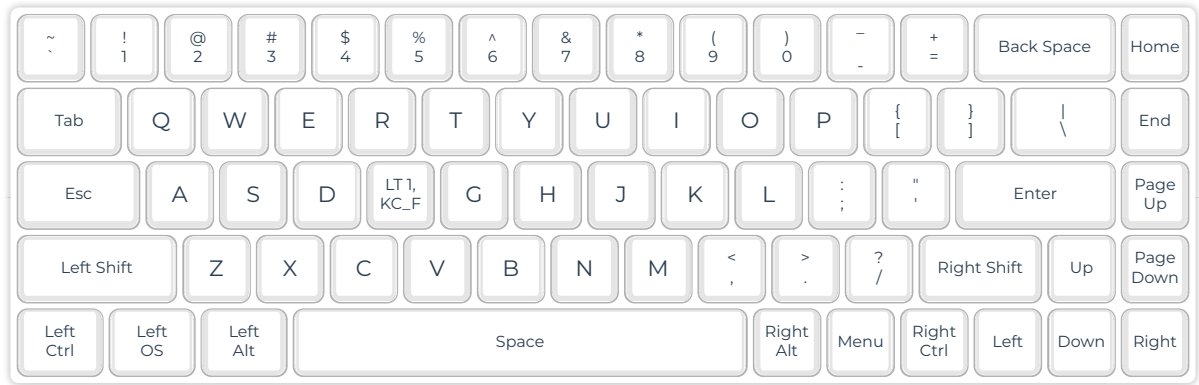 ~ ! @ # $ % ^ & * ( ) _ + Back Space Home
` 1 2 3 4 5 6 7 8 9 0 - =
Tab Q W E R T Y U I O P { } | End
[ ] \
Esc A S D LT 1, G H J K L : " Enter Page
KC_F ; ' Up
Left Shift Z X C V B N M < > ? Right Shift Up Page
, . / Down
Left Left Left Space Right Menu Right Left Down Right
Ctrl OS Alt Alt Ctrl